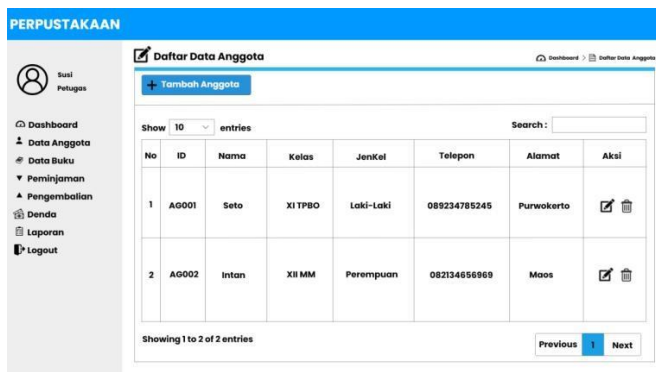 PERPUSTAKAAN
Susi
Petugas
Dashboard
Data Anggota
Data Buku
Peminjaman
Pengembalian
Denda
Laporan
Logout
Daftar Data Anggota
Dashboard > Daftar Data Anggota
+ Tambah Anggota
Show 10 entries
Search :
No ID Nama Kelas JenKel Telepon Alamat Aksi
1 AG001 Seto XI TPBO Laki-Laki 089234785245 Purwokerto
2 AG002 Intan XII MM Perempuan 082134656969 Maos
Showing 1 to 2 of 2 entries
Previous 1 Next